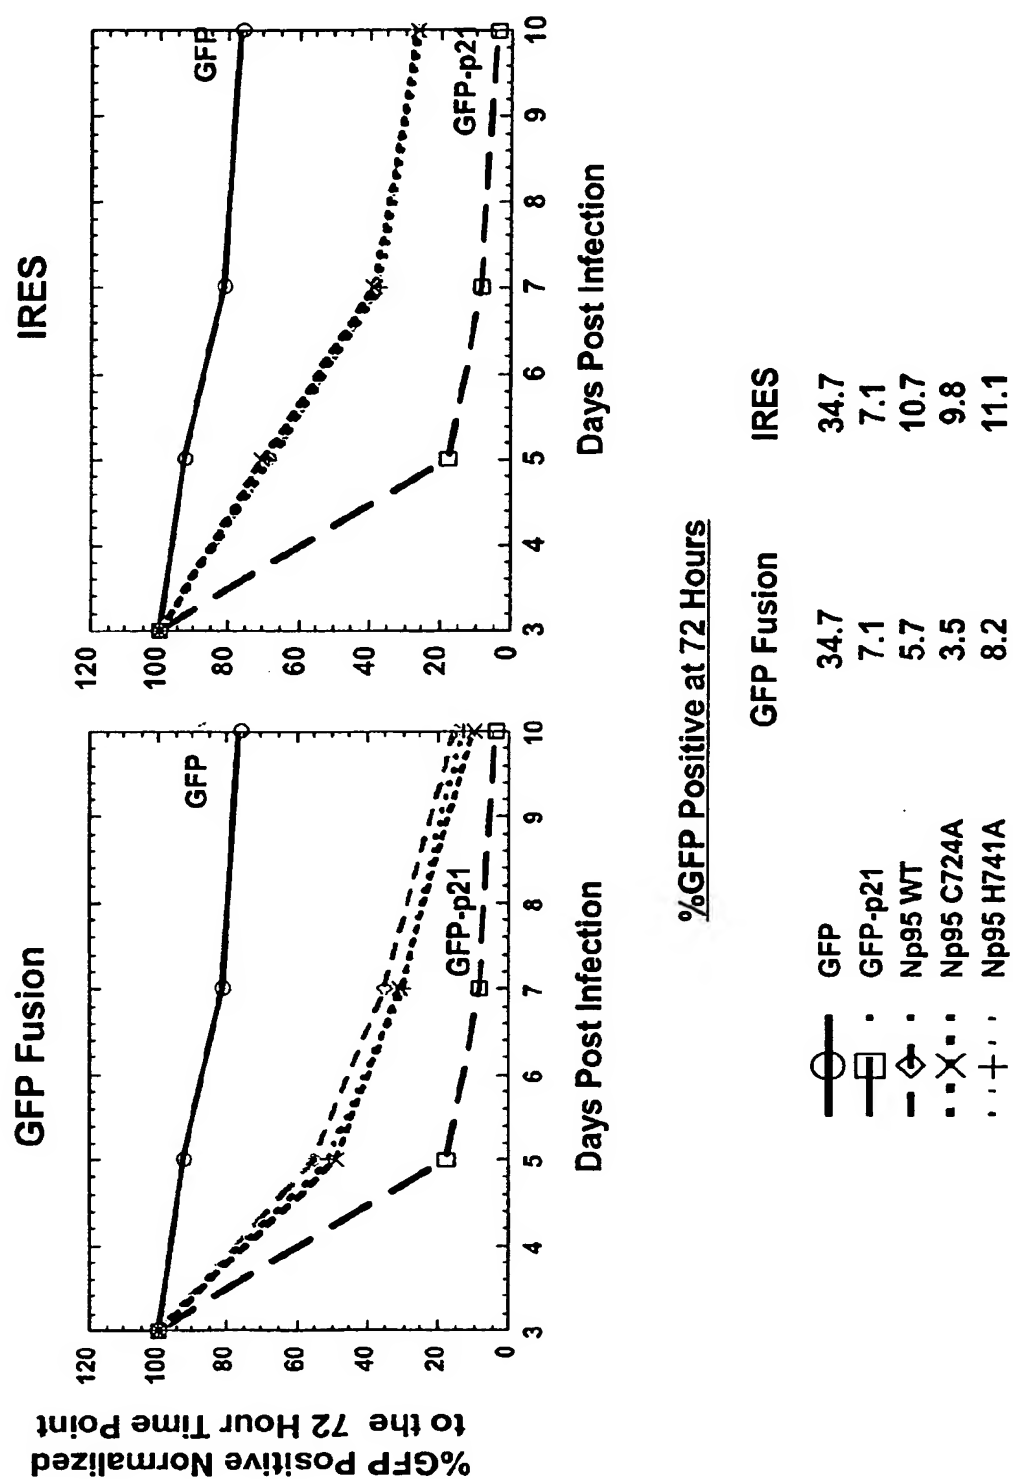 GFP Fusion
IRES
%GFP Positive Normalized
to the 72 Hour Time Point
120
100
80
60
40
20
0
GFP
GFP-p21
3 4 5 6 7 8 9 10
Days Post Infection
120
100
80
60
40
20
0
GFP
GFP-p21
3 4 5 6 7 8 9 10
Days Post Infection
%GFP Positive at 72 Hours
GFP Fusion IRES
GFP 34.7 34.7
GFP-p21 7.1 7.1
Np95 WT 5.7 10.7
Np95 C724A 3.5 9.8
Np95 H741A 8.2 11.1